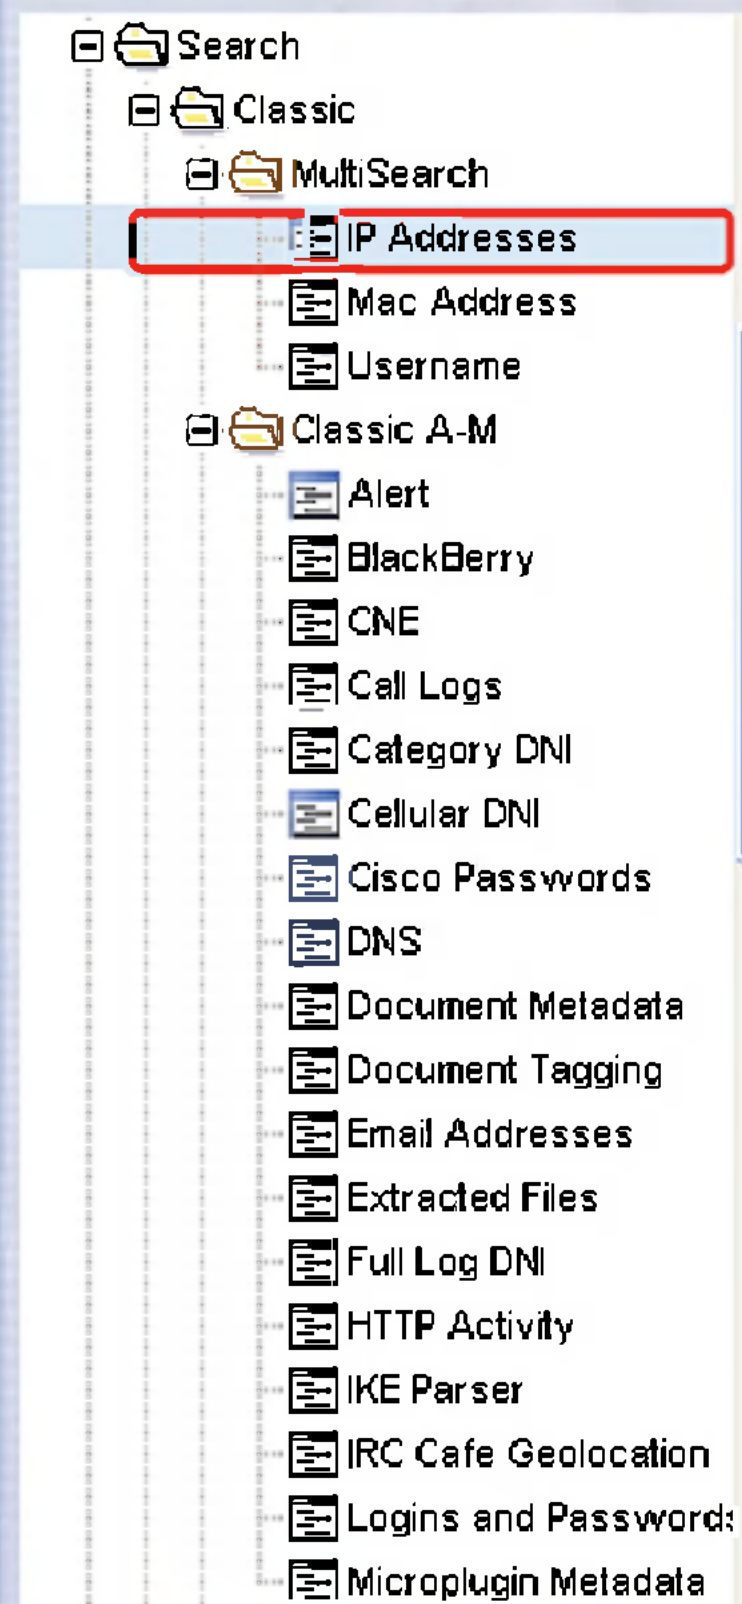 Search
Classic
MultiSearch
IP Addresses
Mac Address
Username
Classic A-M
Alert
BlackBerry
CNE
Call Logs
Category DNI
Cellular DNI
Cisco Passwords
DNS
Document Metadata
Document Tagging
Email Addresses
Extracted Files
Full Log DNI
HTTP Activity
IKE Parser
IRC Cafe Geolocation
Logins and Passwords
Microplugin Metadata